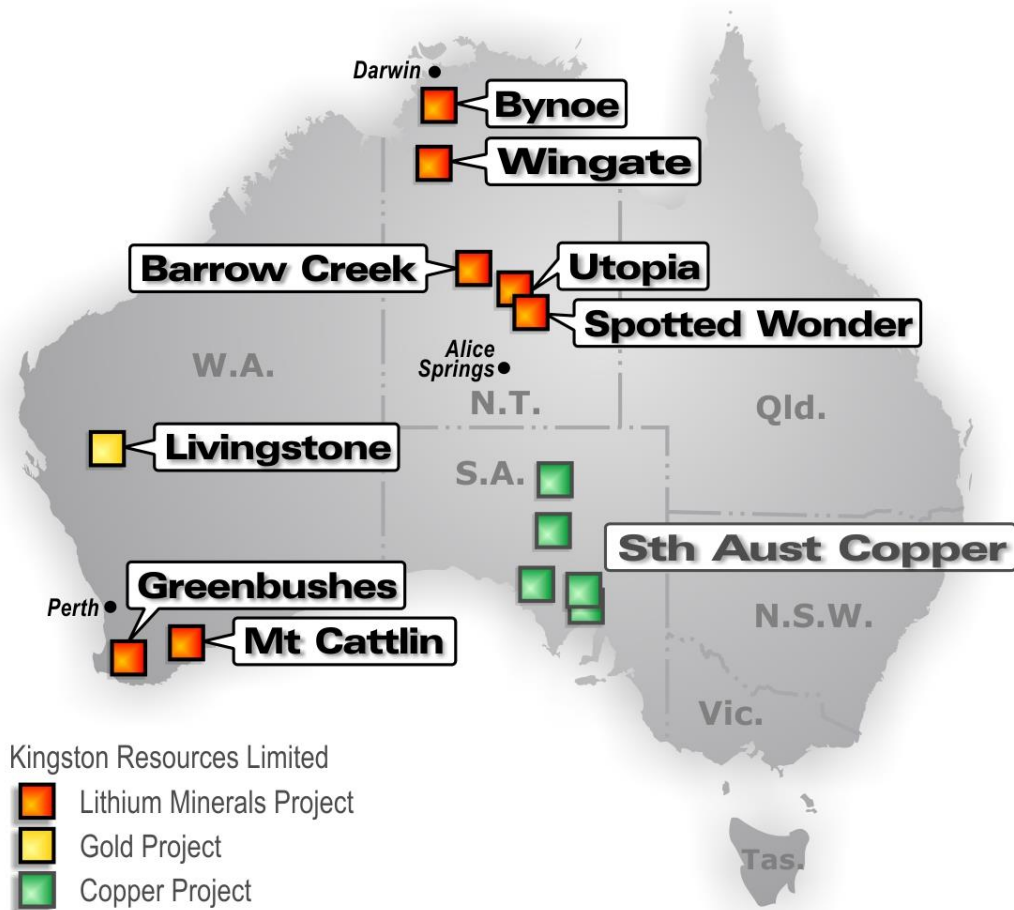 Darwin
Bynoe
Wingate
Barrow Creek
Utopia
Spotted Wonder
Alice
Springs
W.A.
N.T.
Qld.
Livingstone
S.A.
Sth Aust Copper
Greenbushes
Perth
Mt Cattlin
N.S.W.
Vic.
Tas.
Kingston Resources Limited
Lithium Minerals Project
Gold Project
Copper Project